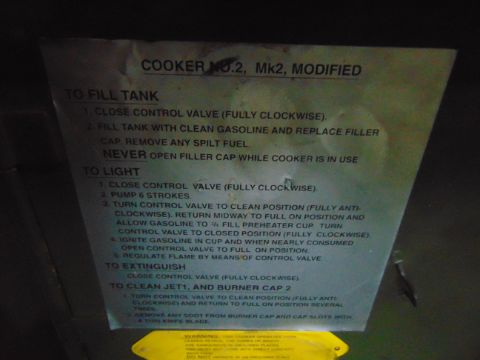 COOKER NO.2, Mk2, MODIFIED
TO FILL TANK
1. CLOSE CONTROL VALVE (FULLY CLOCKWISE).
2. FILL TANK WITH CLEAN GASOLINE AND REPLACE FILLER
CAP. REMOVE ANY SPILT FUEL.
NEVER OPEN FILLER CAP WHILE COOKER IS IN USE
TO LIGHT
1. CLOSE CONTROL VALVE (FULLY CLOCKWISE).
2. PUMP 6 STROKES.
3. TURN CONTROL VALVE TO CLEAN POSITION (FULLY ANTI-
CLOCKWISE). RETURN MIDWAY TO FULL ON POSITION AND
ALLOW GASOLINE TO FILL PREHEATER CUP. TURN
CONTROL VALVE TO CLOSED POSITION (FULLY CLOCKWISE).
4. IGNITE GASOLINE IN CUP AND WHEN NEARLY CONSUMED
OPEN CONTROL VALVE TO FULL ON POSITION.
5. REGULATE FLAME BY MEANS OF CONTROL VALVE.
TO EXTINGUISH
CLOSE CONTROL VALVE (FULLY CLOCKWISE).
TO CLEAN JET1, AND BURNER CAP 2
1. TURN CONTROL VALVE TO CLEAN POSITION (FULLY ANTI-
CLOCKWISE) AND RETURN TO FULL ON POSITION SEVERAL
TIMES.
2. REMOVE ANY SOOT FROM BURNER CAP AND CAP SLOTS WITH
A KNIFE BLADE.
WARNING